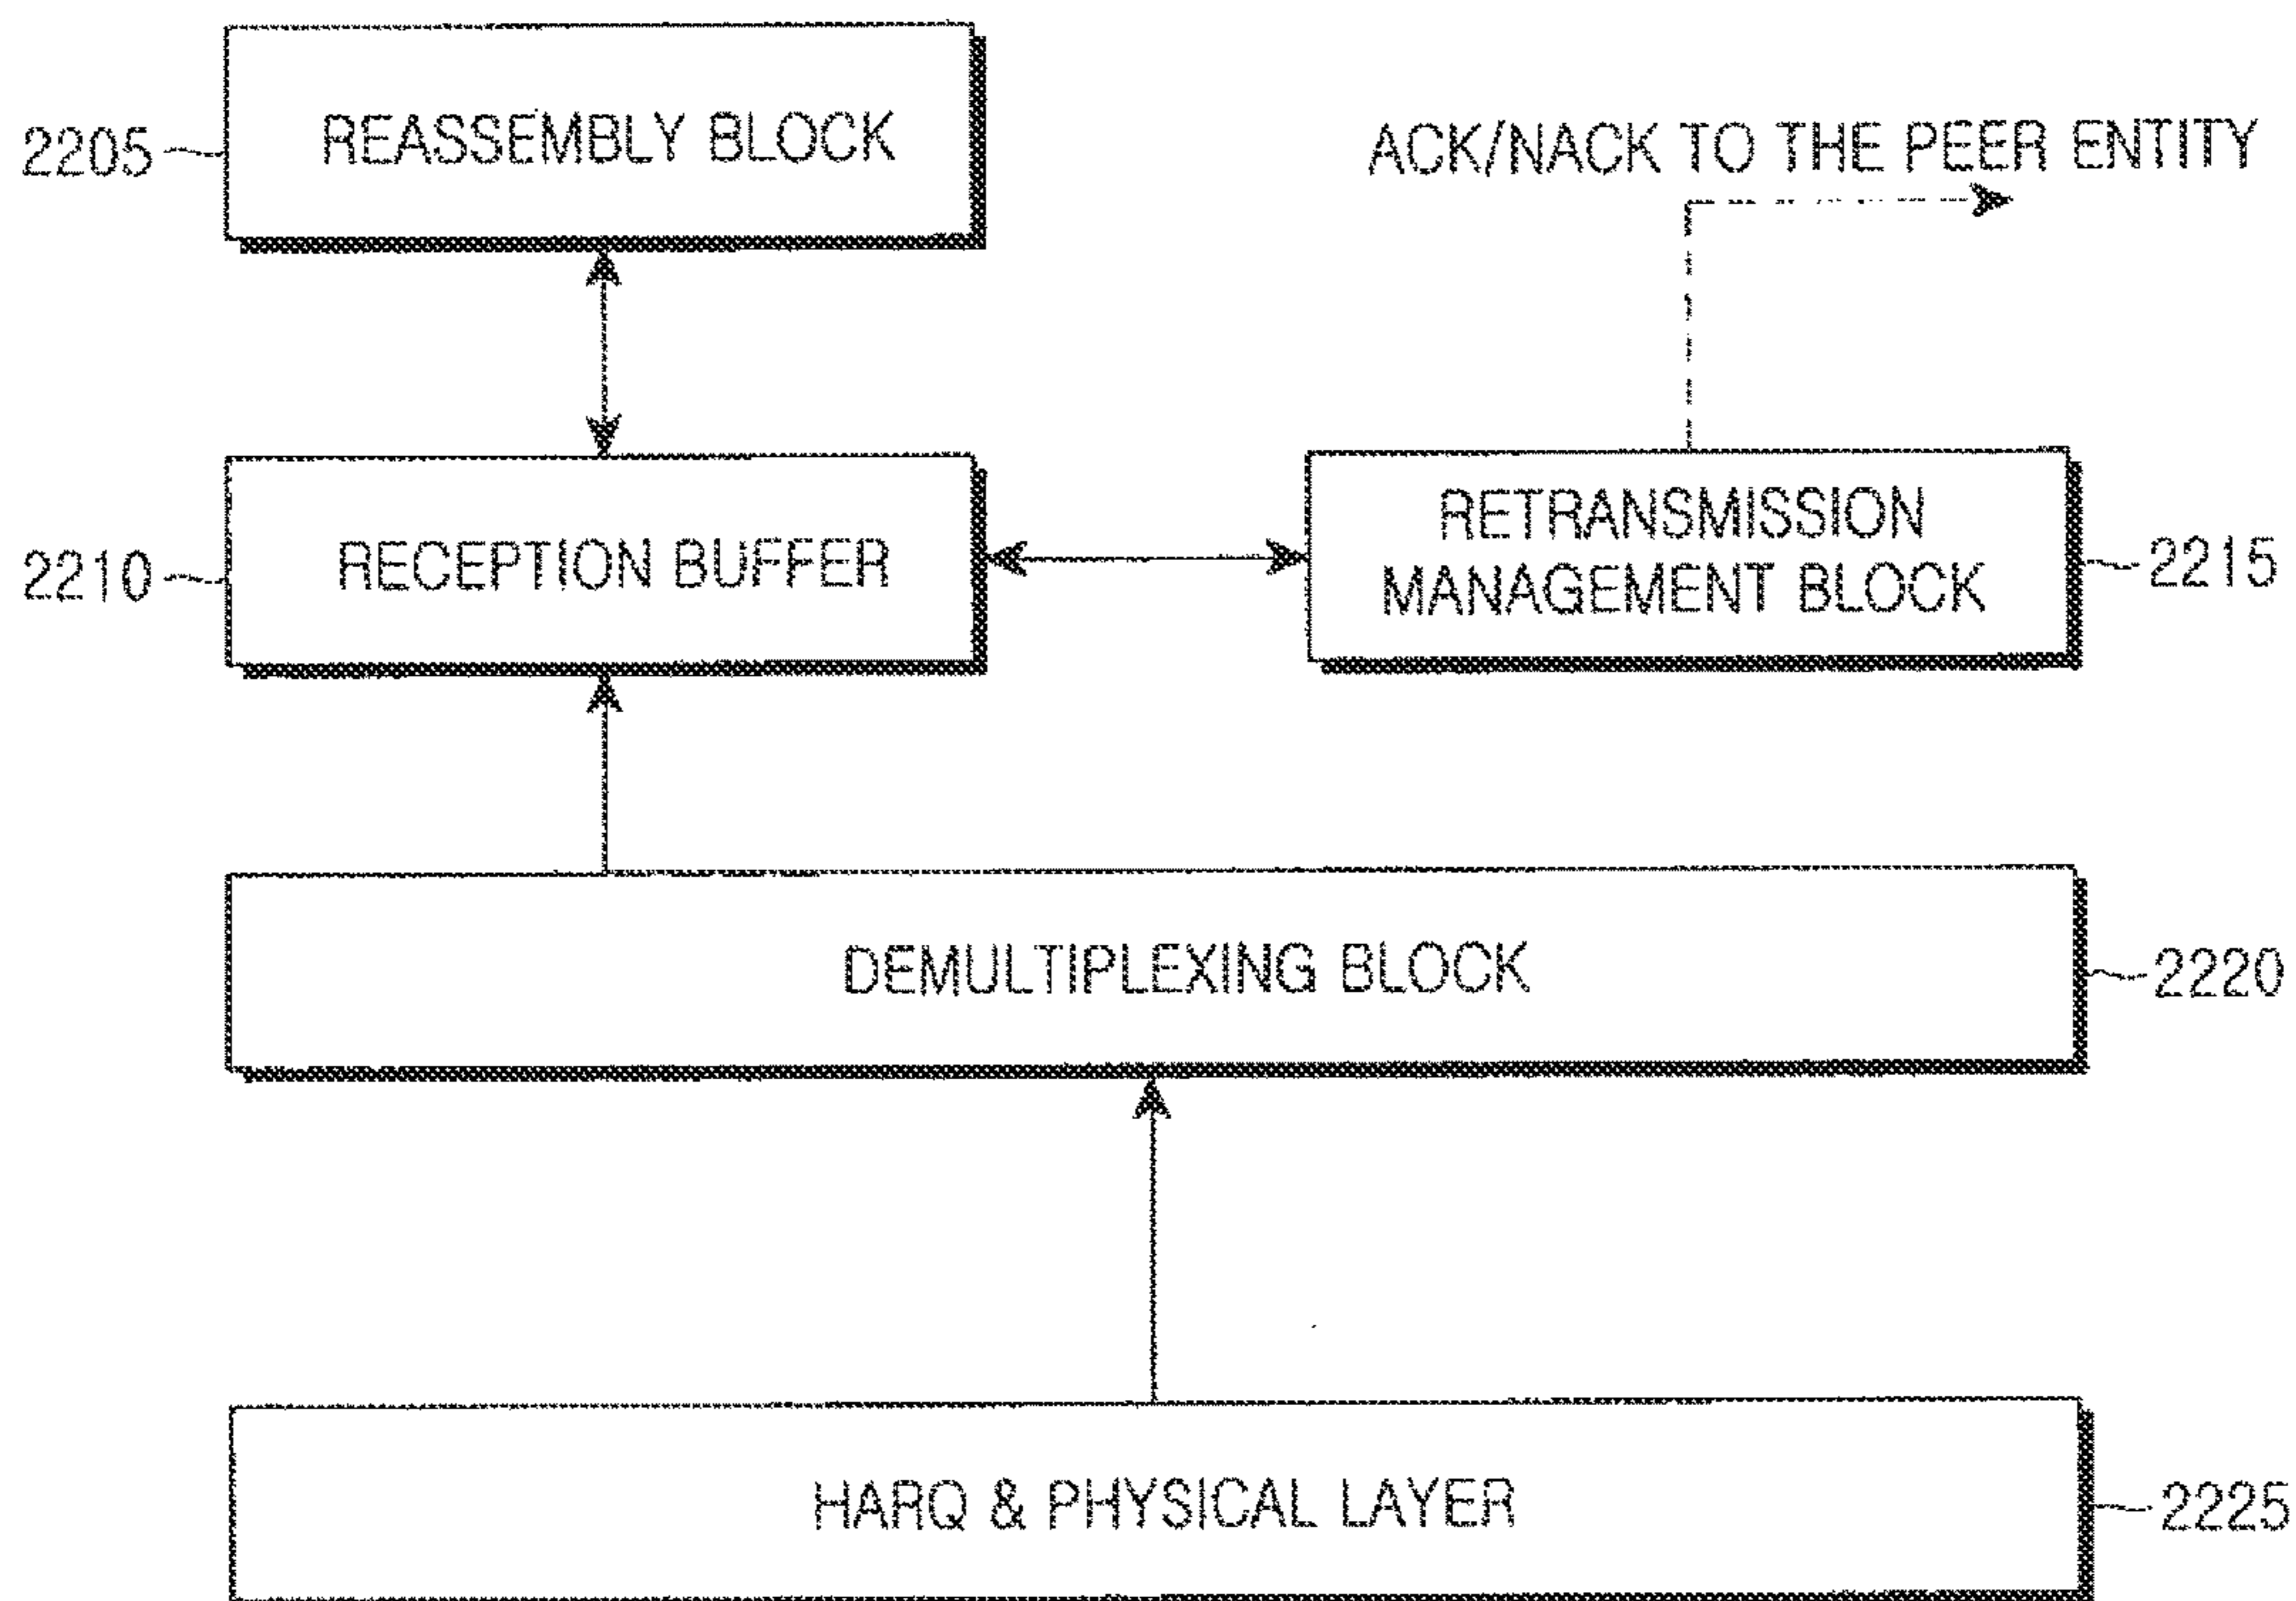 REASSEMBLY BLOCK
2205
ACK/NACK TO THE PEER ENTITY
RECEPTION BUFFER
2210
RETRANSMISSION
MANAGEMENT BLOCK
2215
DEMULTIPLEXING BLOCK
2220
HARQ & PHYSICAL LAYER
2225